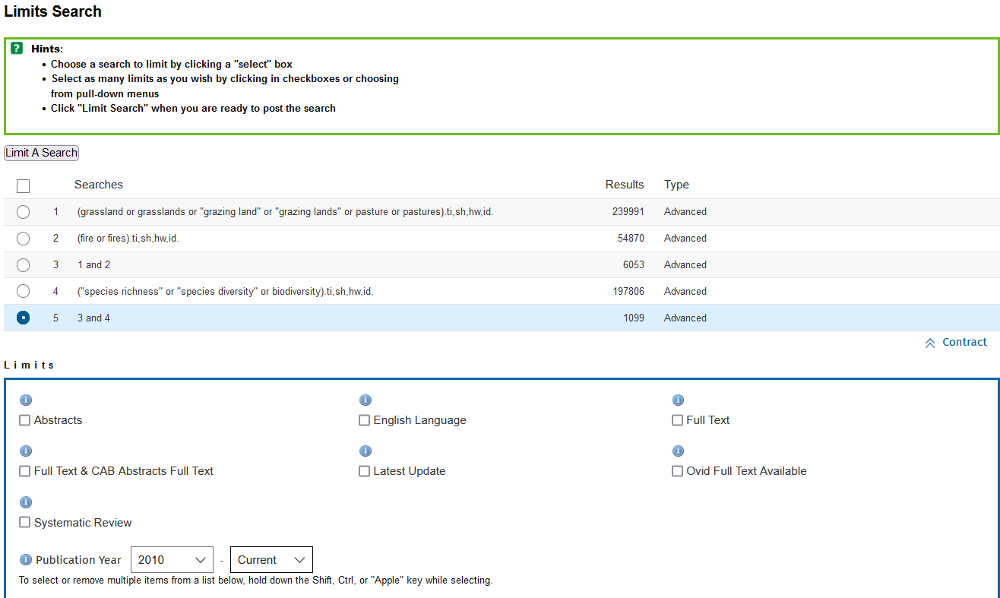 Limits Search
? Hints:
• Choose a search to limit by clicking a "select" box
• Select as many limits as you wish by clicking in checkboxes or choosing
from pull-down menus
• Click "Limit Search" when you are ready to post the search
Limit A Search
Searches Results Type
1 (grassland or grasslands or "grazing land" or "grazing lands" or pasture or pastures).ti,sh,hw,id. 239991 Advanced
2 (fire or fires).ti,sh,hw,id. 54870 Advanced
3 1 and 2 6053 Advanced
4 ("species richness" or "species diversity" or biodiversity).ti,sh,hw,id. 197806 Advanced
5 3 and 4 1099 Advanced
Contract
Limits
Abstracts English Language Full Text
Full Text & CAB Abstracts Full Text Latest Update Ovid Full Text Available
Systematic Review
Publication Year 2010 - Current
To select or remove multiple items from a list below, hold down the Shift, Ctrl, or "Apple" key while selecting.